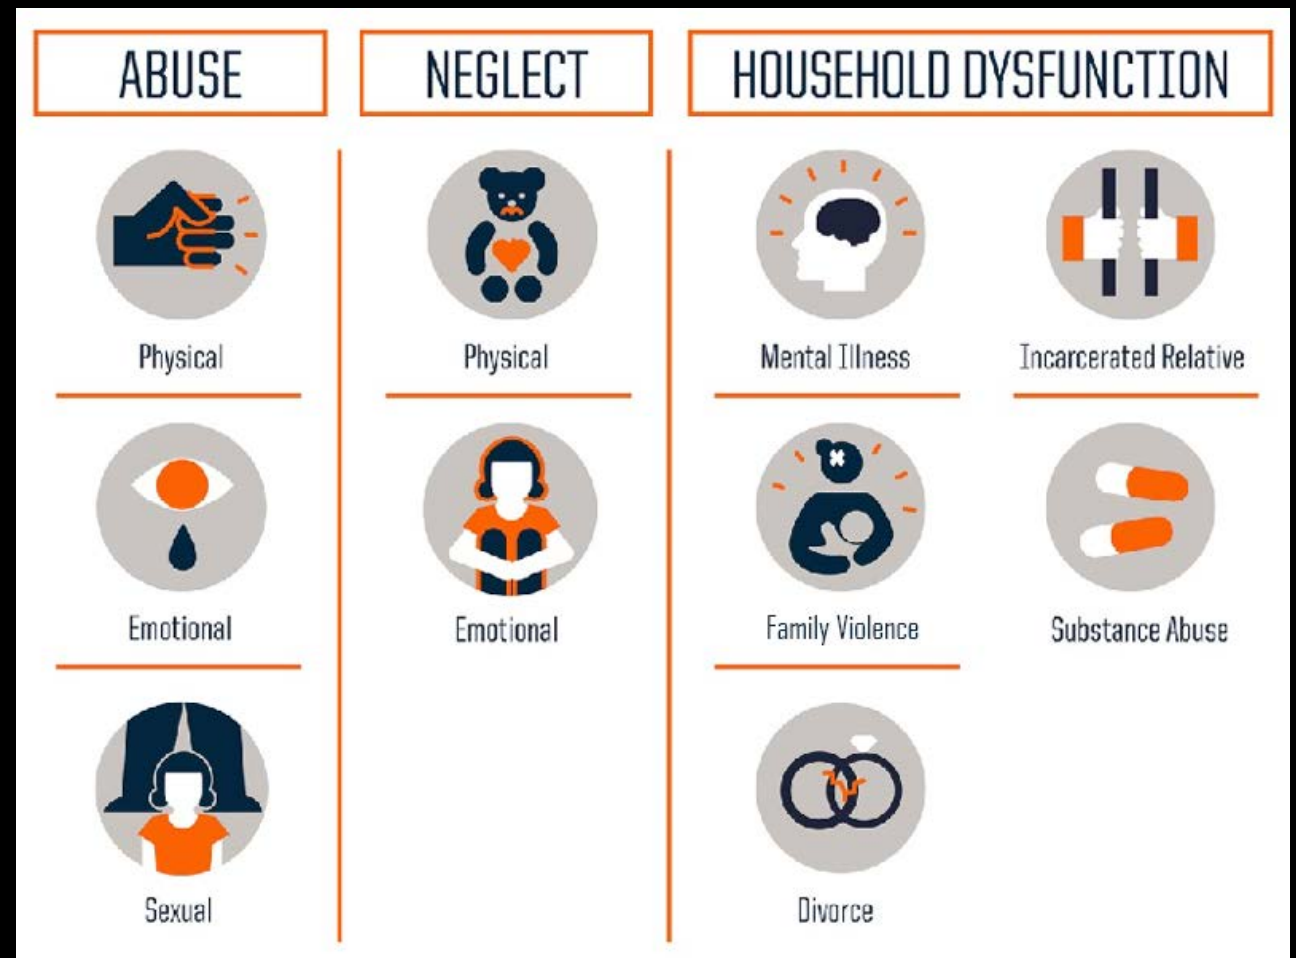 ABUSE
Physical
Emotional
Sexual
NEGLECT
Physical
Emotional
HOUSEHOLD DYSFUNCTION
Mental Illness
Incarcerated Relative
Family Violence
Substance Abuse
Divorce